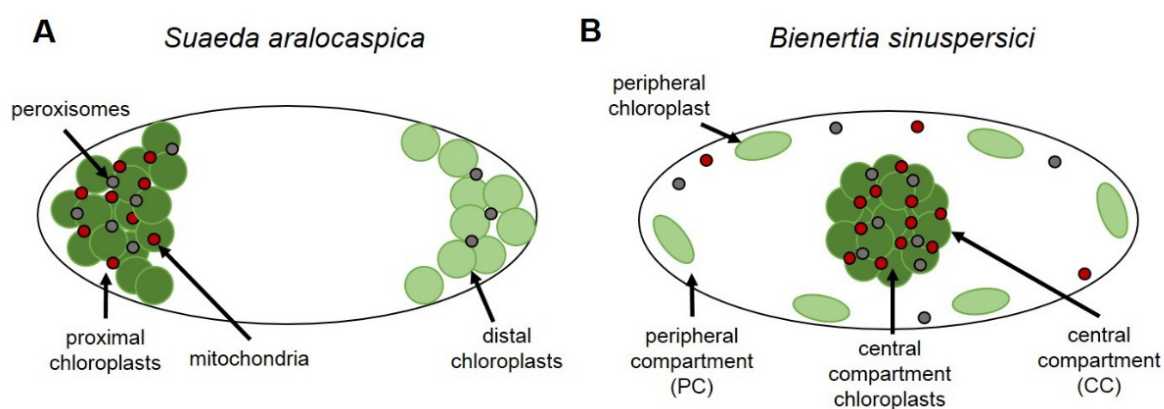 A
Suaeda aralocaspica
peroxisomes
proximal
chloroplasts
mitochondria
distal
chloroplasts
B
Bienertia sinuspersici
peripheral
chloroplast
peripheral
compartment
(PC)
central
compartment
chloroplasts
central
compartment
(CC)